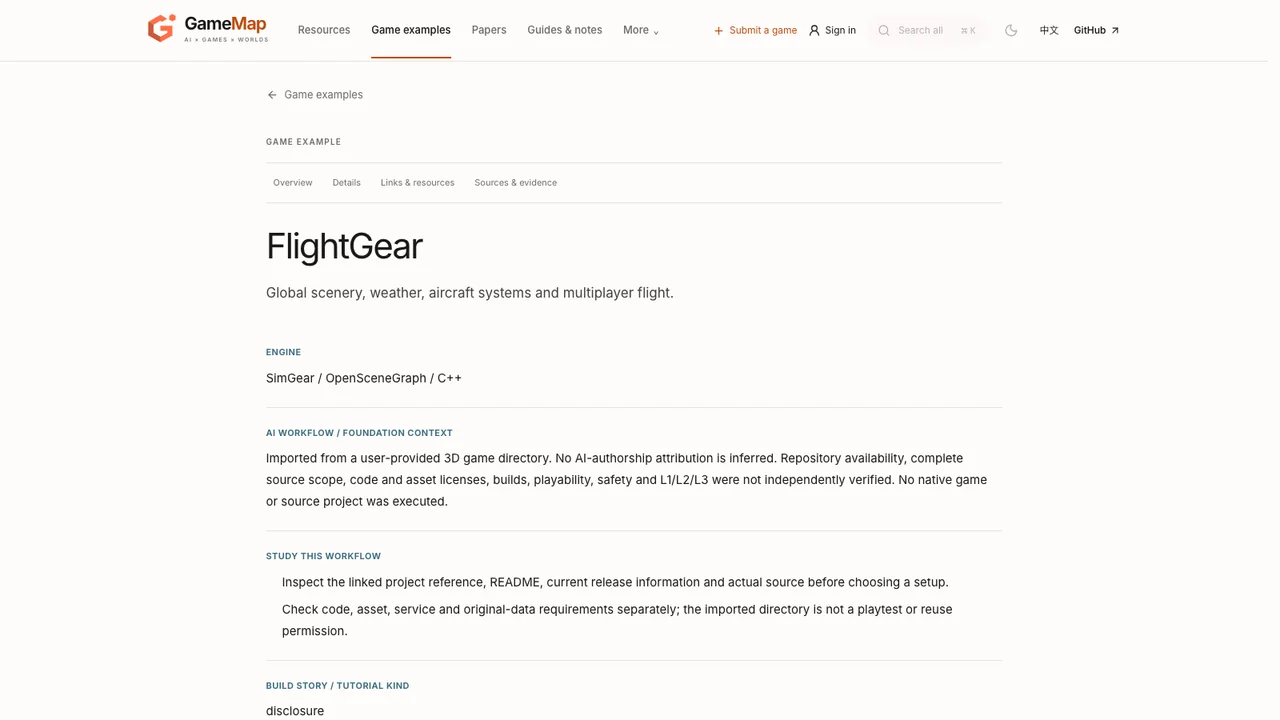 GameMap
AI × GAMES × WORLDS
Resources
Game examples
Papers
Guides & notes
More
+ Submit a game
Sign in
Search all
⌘ K
中文
GitHub ↗
← Game examples
GAME EXAMPLE
Overview
Details
Links & resources
Sources & evidence
FlightGear
Global scenery, weather, aircraft systems and multiplayer flight.
ENGINE
SimGear / OpenSceneGraph / C++
AI WORKFLOW / FOUNDATION CONTEXT
Imported from a user-provided 3D game directory. No AI-authorship attribution is inferred. Repository availability, complete
source scope, code and asset licenses, builds, playability, safety and L1/L2/L3 were not independently verified. No native game
or source project was executed.
STUDY THIS WORKFLOW
Inspect the linked project reference, README, current release information and actual source before choosing a setup.
Check code, asset, service and original-data requirements separately; the imported directory is not a playtest or reuse
permission.
BUILD STORY / TUTORIAL KIND
disclosure